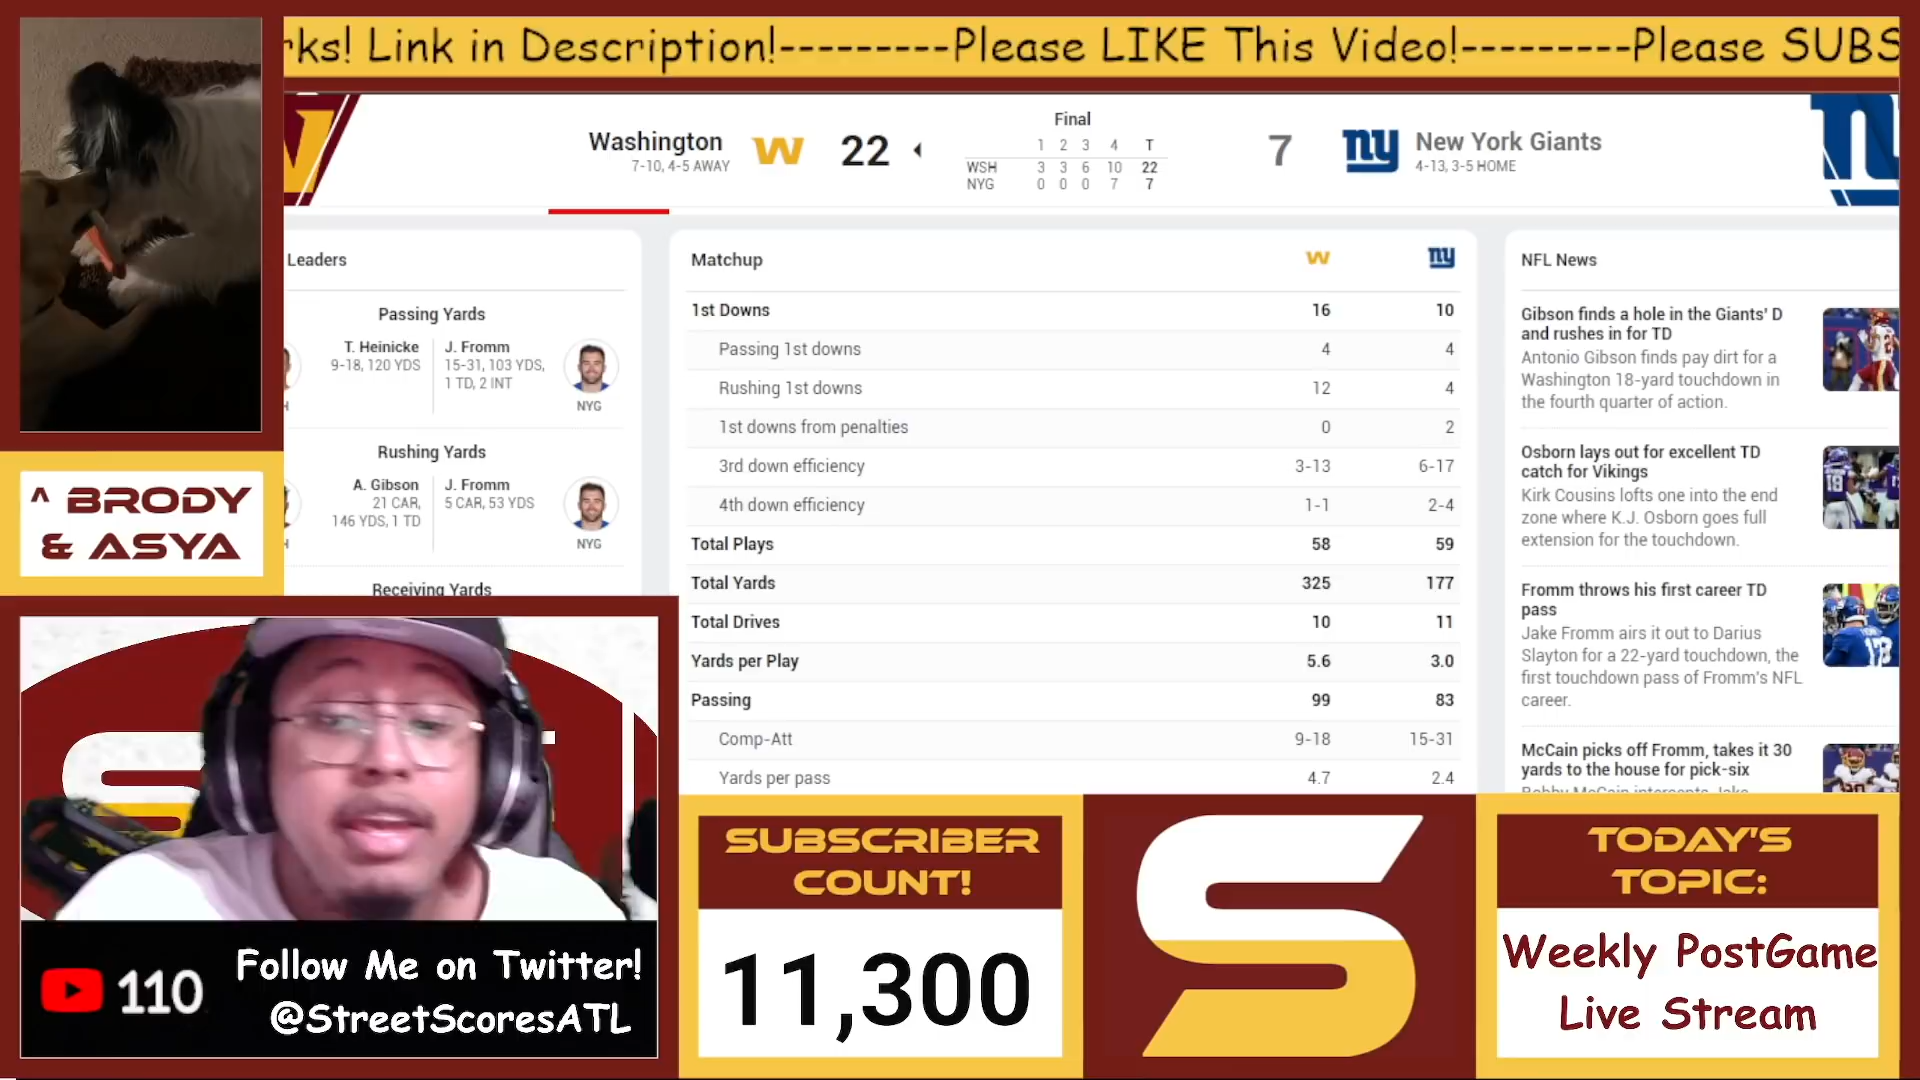 rks! Link in Description!---------Please LIKE This Video!---------Please SUBS
Washington
7-10, 4-5 AWAY
W
22
Final
1 2 3 4 T
WSH 3 3 6 10 22
NYG 0 0 0 7 7
7
ny
New York Giants
4-13, 3-5 HOME
Leaders
Passing Yards
T. Heinicke
9-18, 120 YDS
J. Fromm
15-31, 103 YDS,
1 TD, 2 INT
NYG
Rushing Yards
A. Gibson
21 CAR,
146 YDS, 1 TD
J. Fromm
5 CAR, 53 YDS
NYG
Receiving Yards
Matchup W ny
1st Downs 16 10
Passing 1st downs 4 4
Rushing 1st downs 12 4
1st downs from penalties 0 2
3rd down efficiency 3-13 6-17
4th down efficiency 1-1 2-4
Total Plays 58 59
Total Yards 325 177
Total Drives 10 11
Yards per Play 5.6 3.0
Passing 99 83
Comp-Att 9-18 15-31
Yards per pass 4.7 2.4
NFL News
Gibson finds a hole in the Giants' D
and rushes in for TD
Antonio Gibson finds pay dirt for a
Washington 18-yard touchdown in
the fourth quarter of action.
Osborn lays out for excellent TD
catch for Vikings
Kirk Cousins lofts one into the end
zone where K.J. Osborn goes full
extension for the touchdown.
Fromm throws his first career TD
pass
Jake Fromm airs it out to Darius
Slayton for a 22-yard touchdown, the
first touchdown pass of Fromm's NFL
career.
McCain picks off Fromm, takes it 30
yards to the house for pick-six
Bobby McCain intercepts Jake
^ BRODY
& ASYA
110
Follow Me on Twitter!
@StreetScoresATL
SUBSCRIBER
COUNT!
11,300
S
TODAY'S
TOPIC:
Weekly PostGame
Live Stream